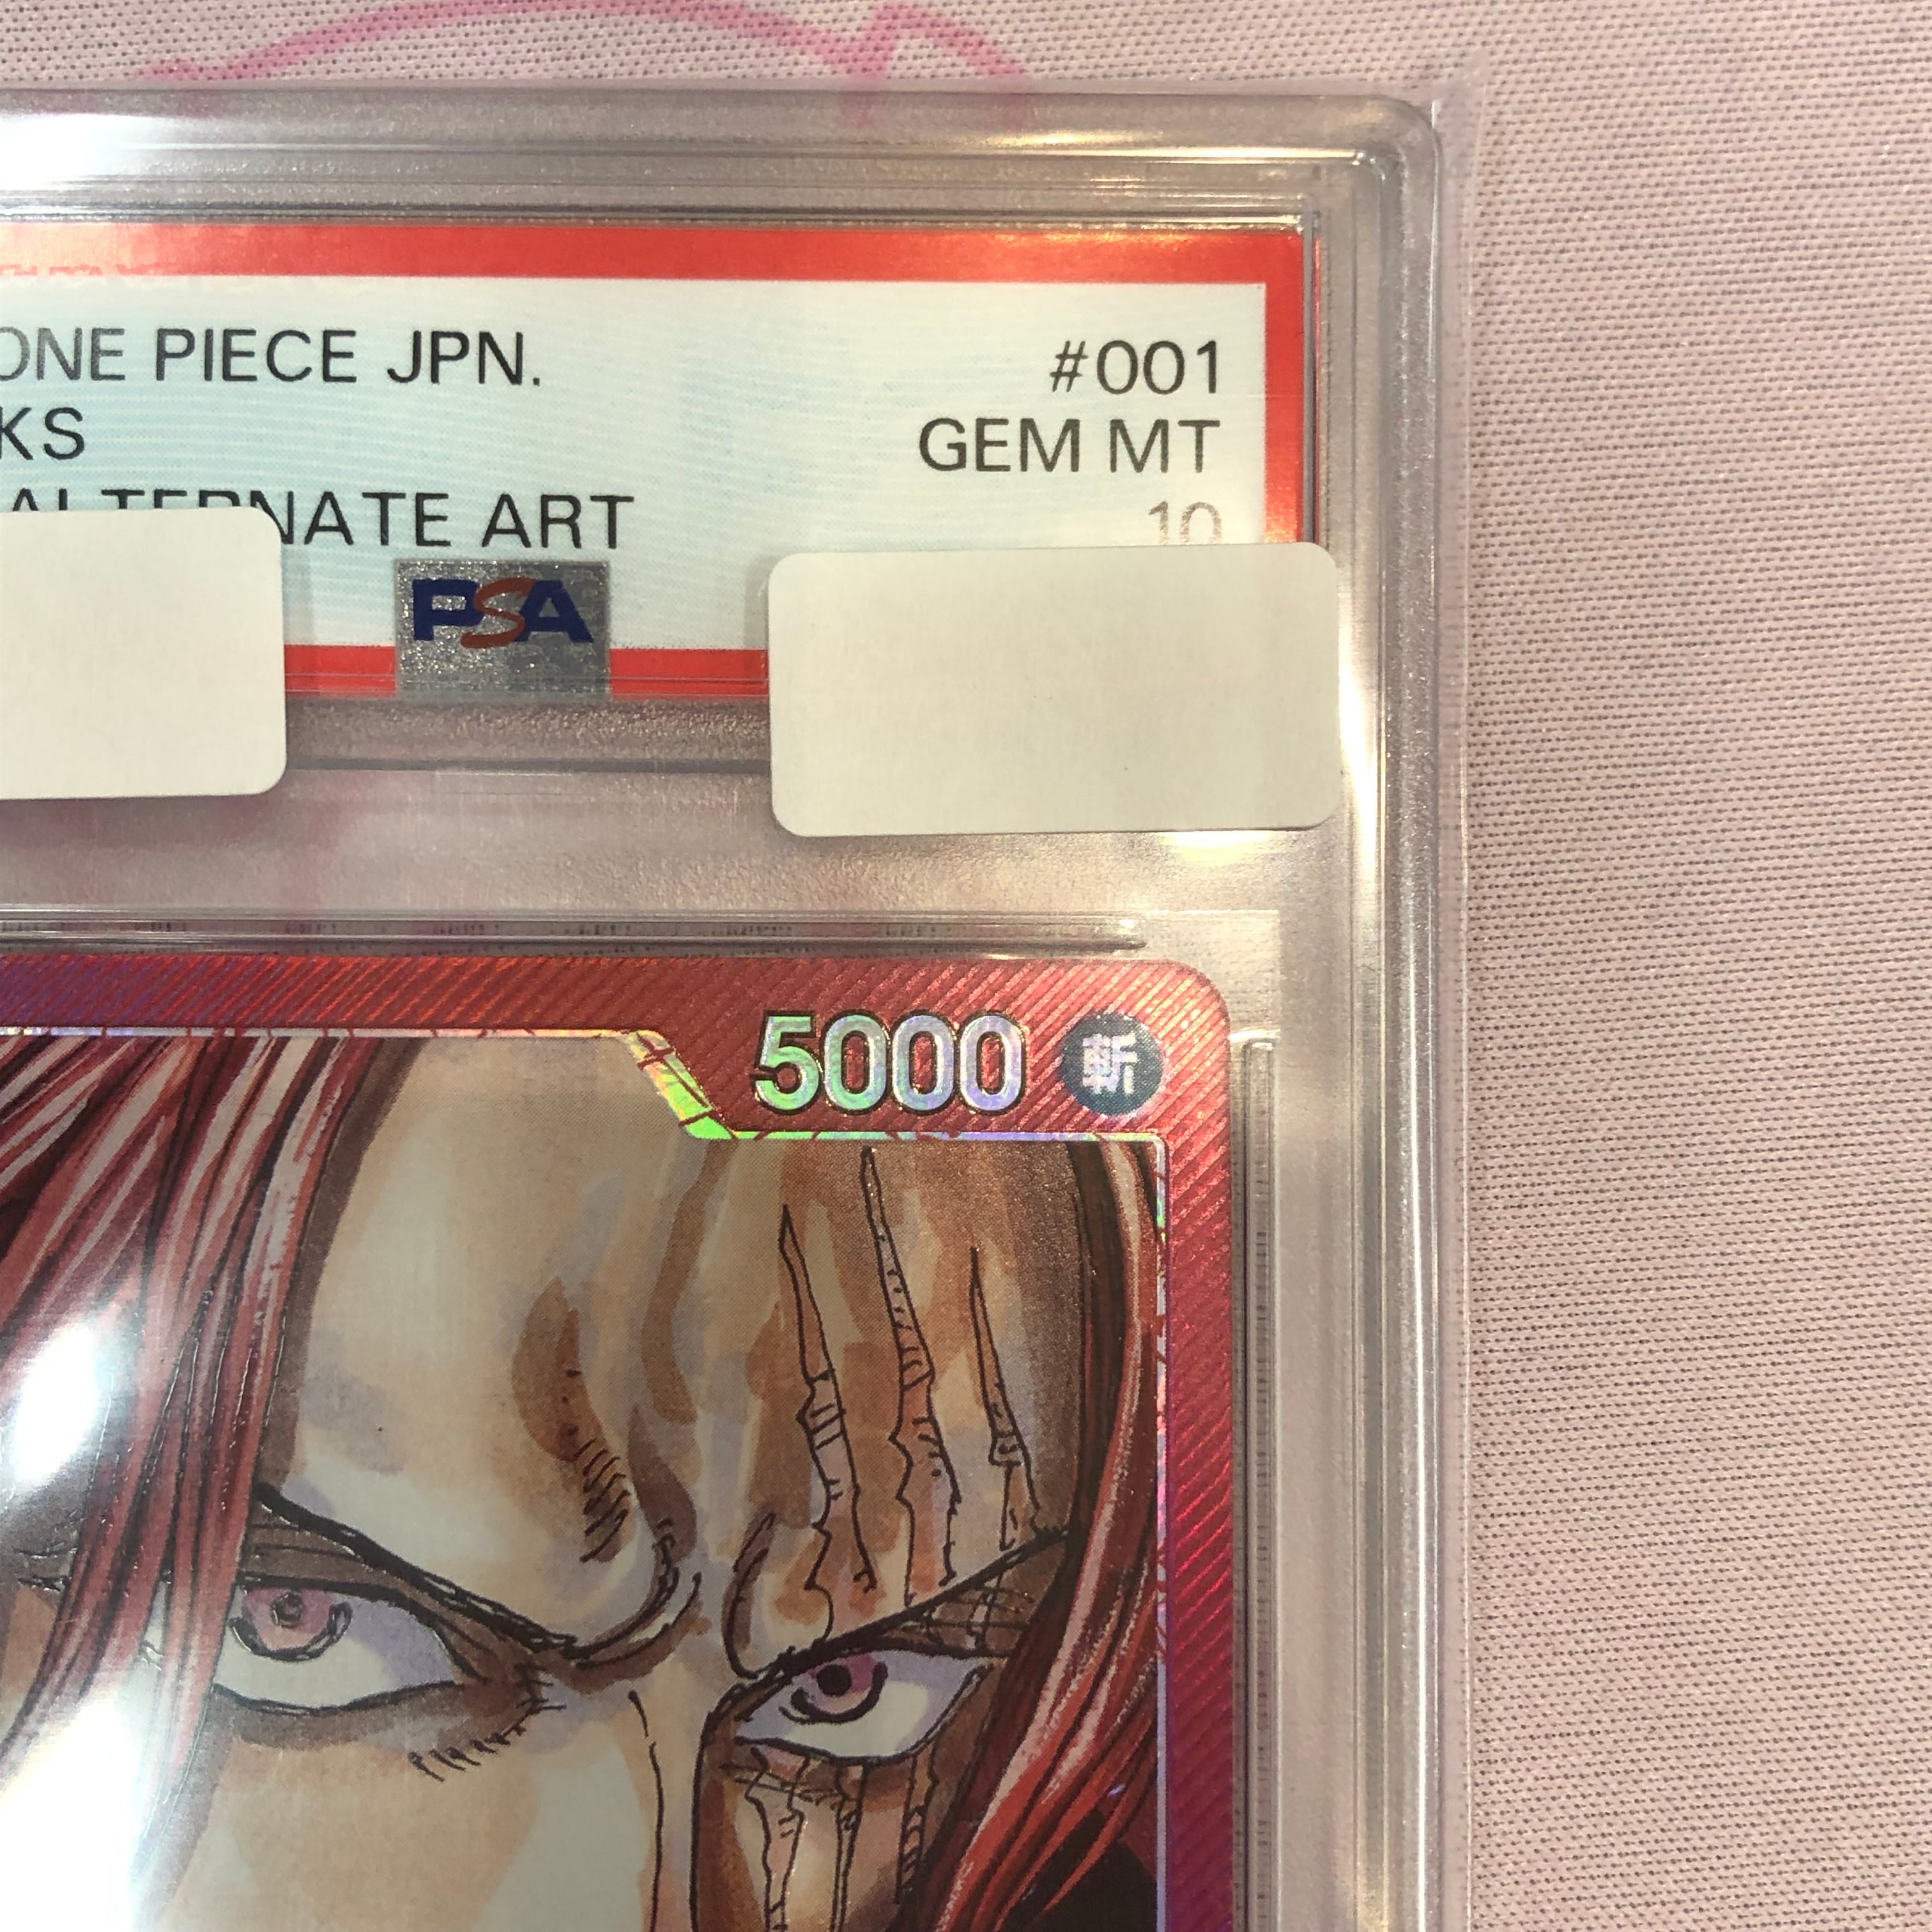 ONE PIECE JPN. #001
KS GEM MT
ALTERNATE ART 10
PSA
5000 斬